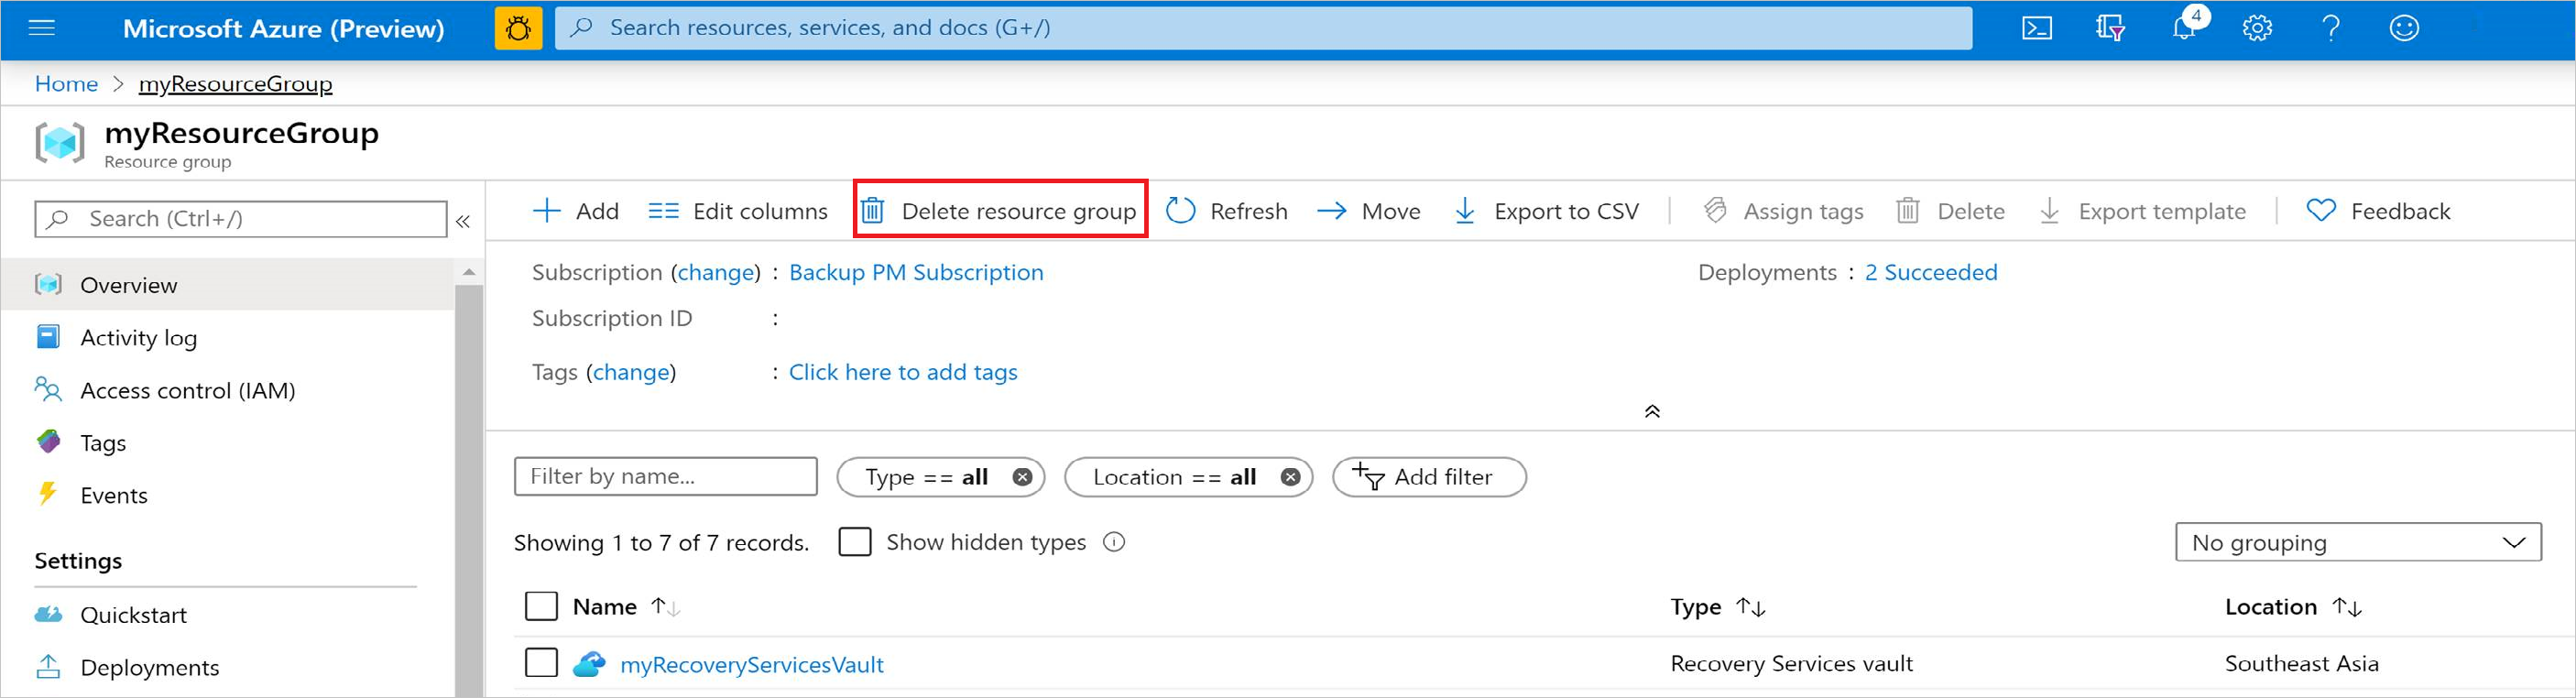 Microsoft Azure (Preview)
Search resources, services, and docs (G+/)
4
Home > myResourceGroup
myResourceGroup
Resource group
Search (Ctrl+/)
Overview
Activity log
Access control (IAM)
Tags
Events
Settings
Quickstart
Deployments
Add Edit columns Delete resource group Refresh Move Export to CSV Assign tags Delete Export template Feedback
Subscription (change) : Backup PM Subscription
Deployments : 2 Succeeded
Subscription ID :
Tags (change) : Click here to add tags
Filter by name... Type == all Location == all Add filter
Showing 1 to 7 of 7 records. Show hidden types No grouping
Name Type Location
myRecoveryServicesVault Recovery Services vault Southeast Asia